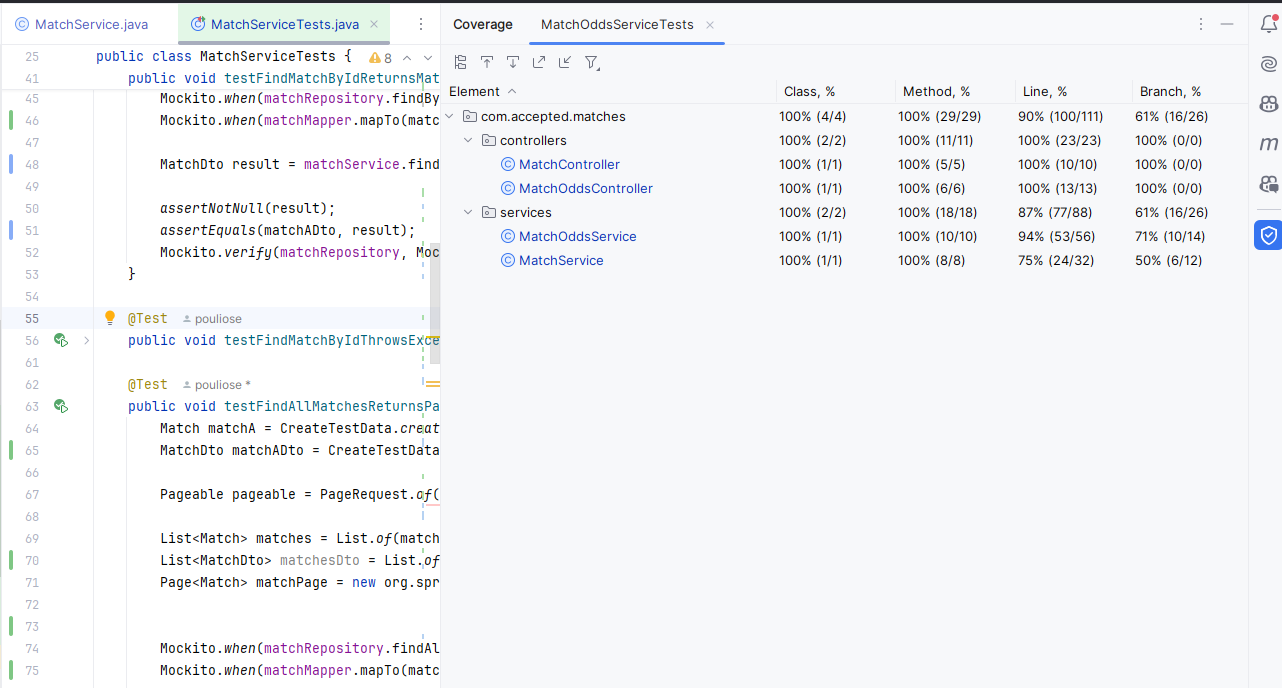 MatchService.java
MatchServiceTests.java
Coverage
MatchOddsServiceTests
25 public class MatchServiceTests {
8
41 public void testFindMatchByIdReturnsMat
45 Mockito.when(matchRepository.findBy
46 Mockito.when(matchMapper.mapTo(matc
47
48 MatchDto result = matchService.find
49
50 assertNotNull(result);
51 assertEquals(matchADto, result);
52 Mockito.verify(matchRepository, Moc
53 }
54
55 @Test pouliose
56 public void testFindMatchByIdThrowsExce
61
62 @Test pouliose *
63 public void testFindAllMatchesReturnsPa
64 Match matchA = CreateTestData.creat
65 MatchDto matchADto = CreateTestData
66
67 Pageable pageable = PageRequest.of(
68
69 List<Match> matches = List.of(match
70 List<MatchDto> matchesDto = List.of
71 Page<Match> matchPage = new org.spr
72
73
74 Mockito.when(matchRepository.findAl
75 Mockito.when(matchMapper.mapTo(matc
Element Class, % Method, % Line, % Branch, %
com.accepted.matches 100% (4/4) 100% (29/29) 90% (100/111) 61% (16/26)
controllers 100% (2/2) 100% (11/11) 100% (23/23) 100% (0/0)
MatchController 100% (1/1) 100% (5/5) 100% (10/10) 100% (0/0)
MatchOddsController 100% (1/1) 100% (6/6) 100% (13/13) 100% (0/0)
services 100% (2/2) 100% (18/18) 87% (77/88) 61% (16/26)
MatchOddsService 100% (1/1) 100% (10/10) 94% (53/56) 71% (10/14)
MatchService 100% (1/1) 100% (8/8) 75% (24/32) 50% (6/12)
m